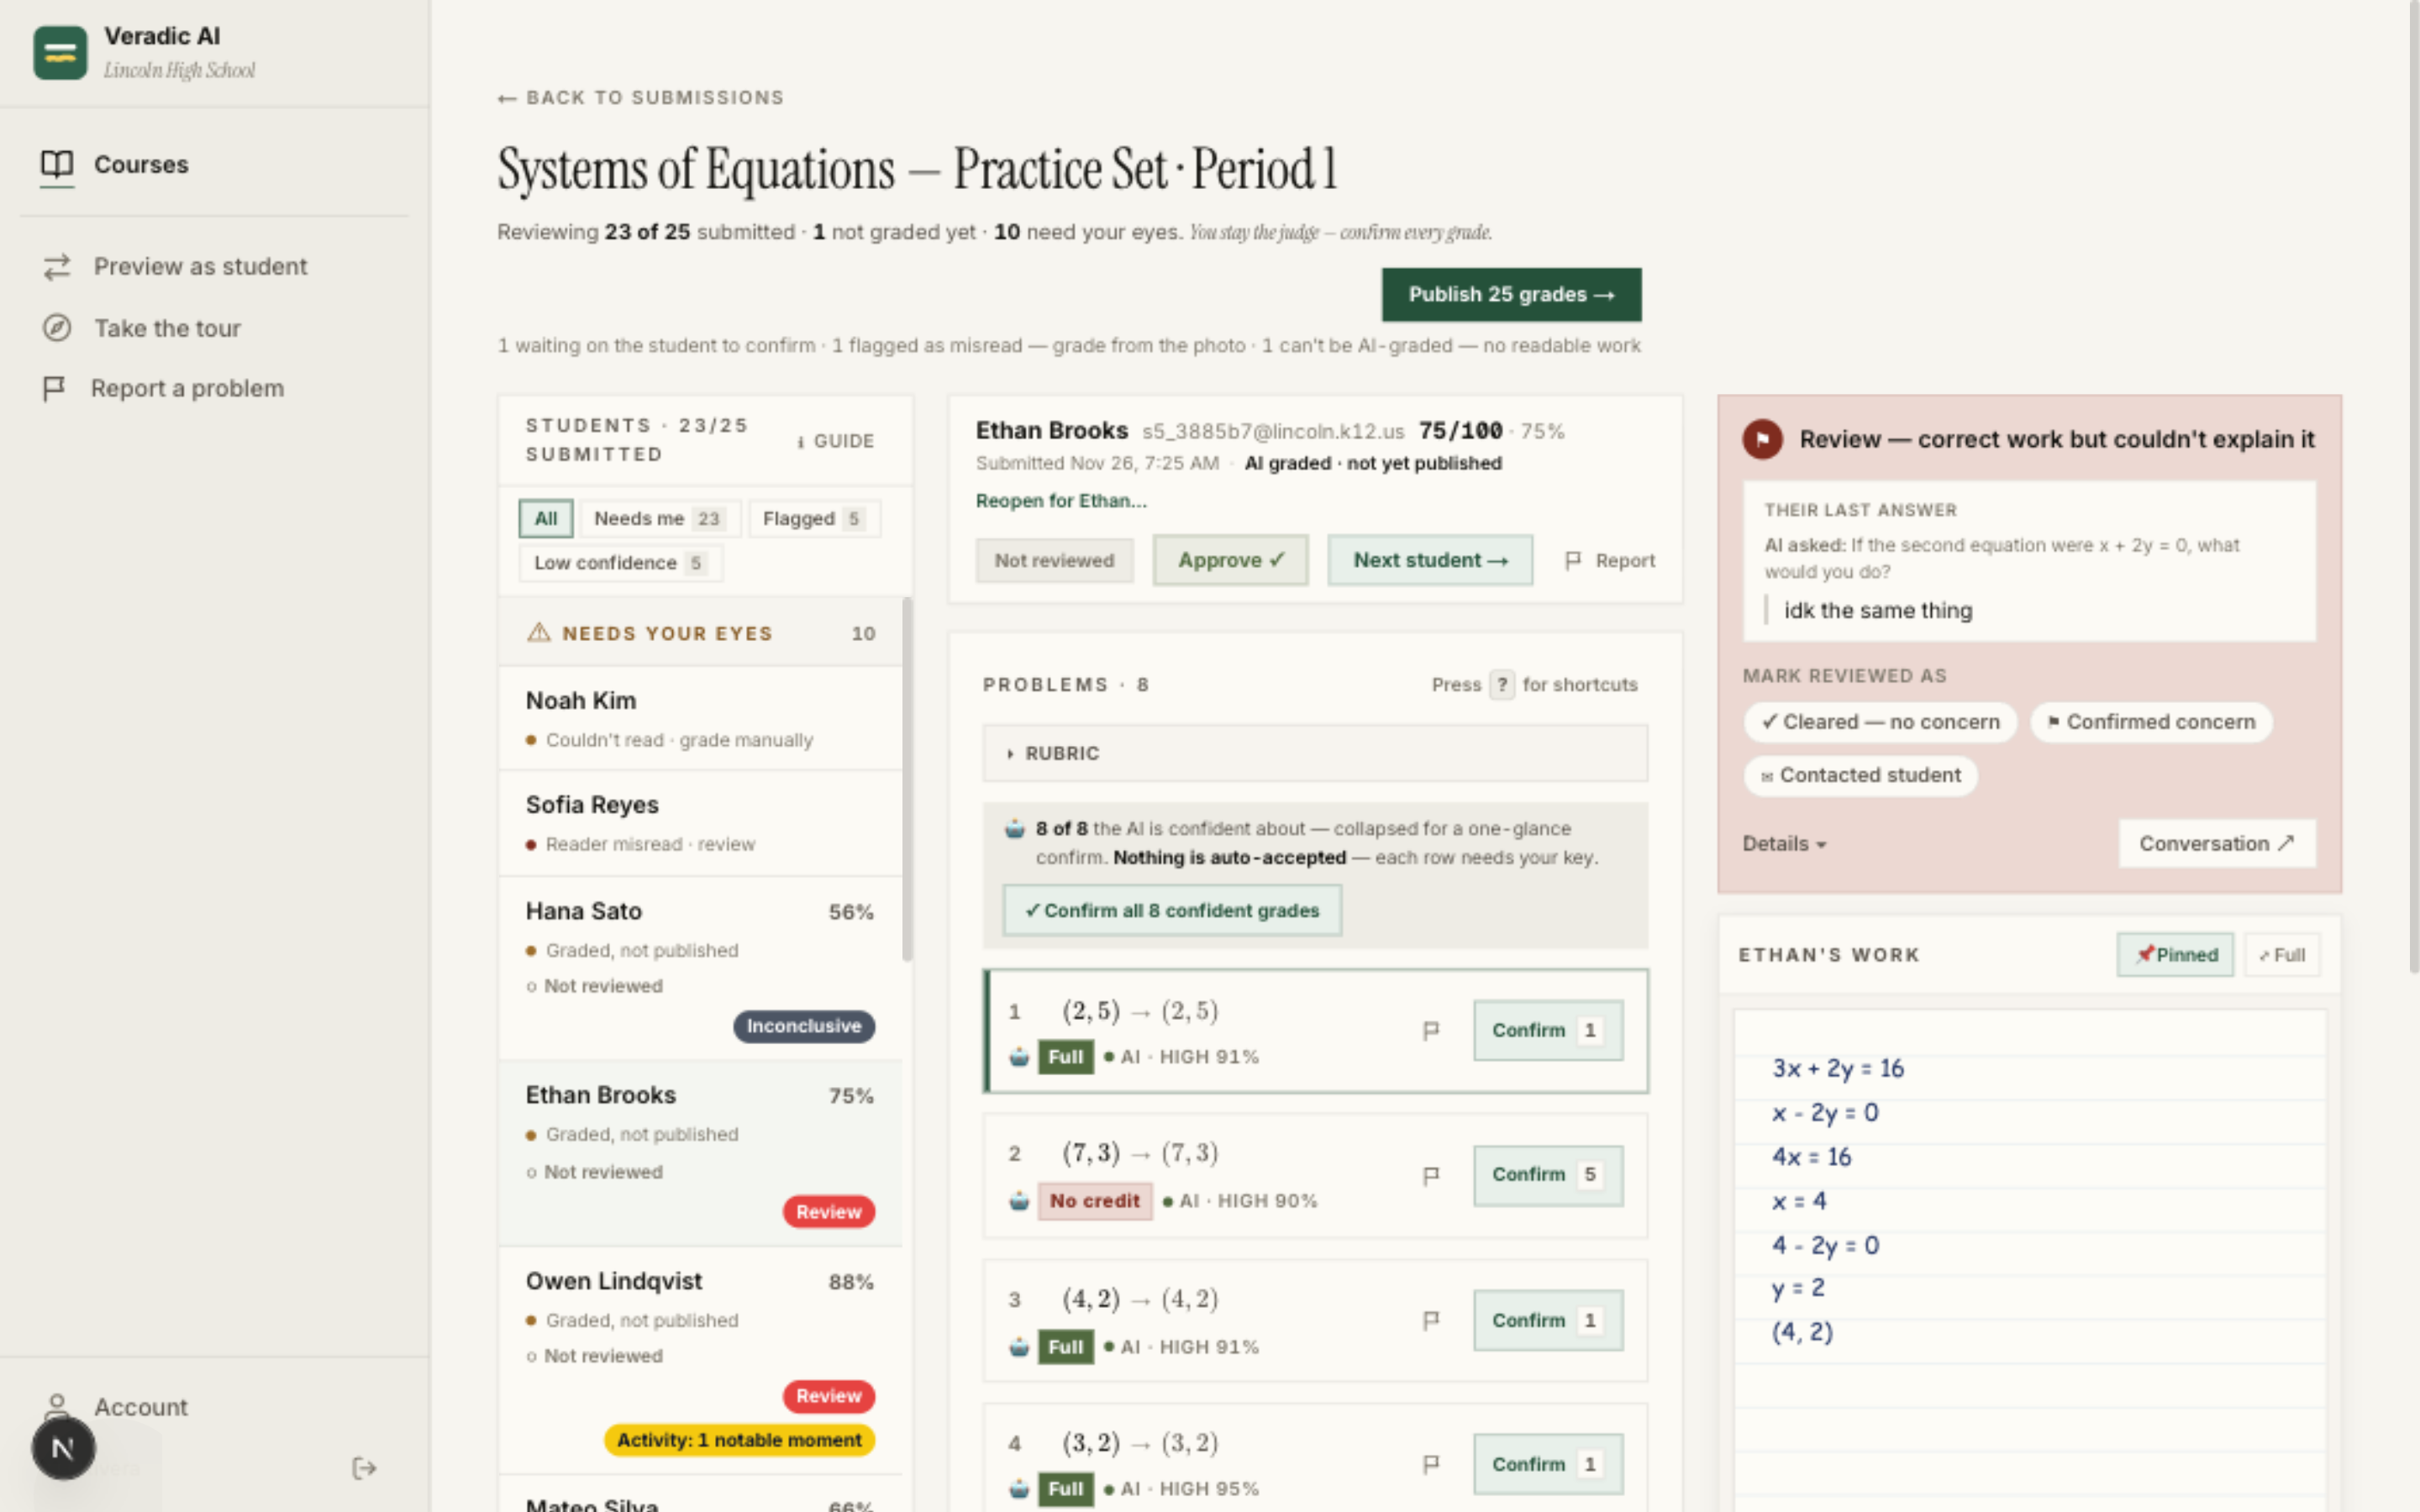 Veradic AI
Lincoln High School
Courses
Preview as student
Take the tour
Report a problem
Account
N
← BACK TO SUBMISSIONS
Systems of Equations — Practice Set · Period 1
Reviewing 23 of 25 submitted · 1 not graded yet · 10 need your eyes. You stay the judge — confirm every grade.
Publish 25 grades →
1 waiting on the student to confirm · 1 flagged as misread — grade from the photo · 1 can't be AI-graded — no readable work
STUDENTS · 23/25
SUBMITTED
i GUIDE
All
Needs me 23
Flagged 5
Low confidence 5
NEEDS YOUR EYES 10
Noah Kim
Couldn't read · grade manually
Sofia Reyes
Reader misread · review
Hana Sato 56%
Graded, not published
Not reviewed
Inconclusive
Ethan Brooks 75%
Graded, not published
Not reviewed
Review
Owen Lindqvist 88%
Graded, not published
Not reviewed
Review
Activity: 1 notable moment
Mateo Silva 66%
Ethan Brooks s5_3885b7@lincoln.k12.us 75/100 · 75%
Submitted Nov 26, 7:25 AM · AI graded · not yet published
Reopen for Ethan...
Not reviewed
Approve ✓
Next student →
Report
PROBLEMS · 8
Press ? for shortcuts
RUBRIC
8 of 8 the AI is confident about — collapsed for a one-glance
confirm. Nothing is auto-accepted — each row needs your key.
✓ Confirm all 8 confident grades
1 (2, 5) → (2, 5)
Full AI · HIGH 91%
Confirm 1
2 (7, 3) → (7, 3)
No credit AI · HIGH 90%
Confirm 5
3 (4, 2) → (4, 2)
Full AI · HIGH 91%
Confirm 1
4 (3, 2) → (3, 2)
Full AI · HIGH 95%
Confirm 1
Review — correct work but couldn't explain it
THEIR LAST ANSWER
AI asked: If the second equation were x + 2y = 0, what
would you do?
idk the same thing
MARK REVIEWED AS
✓ Cleared — no concern
Confirmed concern
Contacted student
Details
Conversation ↗
ETHAN'S WORK
Pinned
Full
3x + 2y = 16
x - 2y = 0
4x = 16
x = 4
4 - 2y = 0
y = 2
(4, 2)